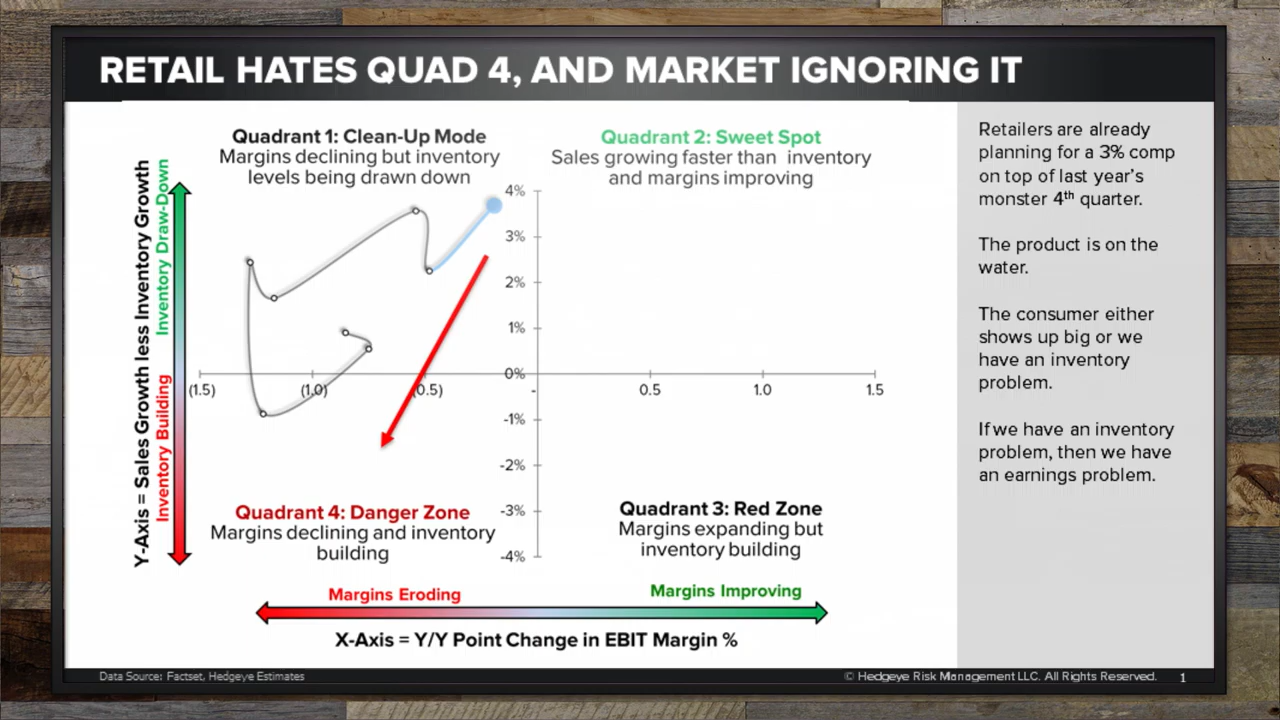 RETAIL HATES QUAD 4, AND MARKET IGNORING IT
Quadrant 1: Clean-Up Mode
Margins declining but inventory
levels being drawn down
Quadrant 2: Sweet Spot
Sales growing faster than inventory
and margins improving
Y-Axis = Sales Growth less Inventory Growth
Inventory Draw-Down
Inventory Building
4%
3%
2%
1%
0%
-1%
-2%
-3%
-4%
(1.5)
(1.0)
(0.5)
-
0.5
1.0
1.5
Quadrant 4: Danger Zone
Margins declining and inventory
building
Quadrant 3: Red Zone
Margins expanding but
inventory building
Margins Eroding
Margins Improving
X-Axis = Y/Y Point Change in EBIT Margin %
Retailers are already
planning for a 3% comp
on top of last year's
monster 4th quarter.
The product is on the
water.
The consumer either
shows up big or we
have an inventory
problem.
If we have an inventory
problem, then we have
an earnings problem.
Data Source: Factset, Hedgeye Estimates
© Hedgeye Risk Management LLC. All Rights Reserved.
1